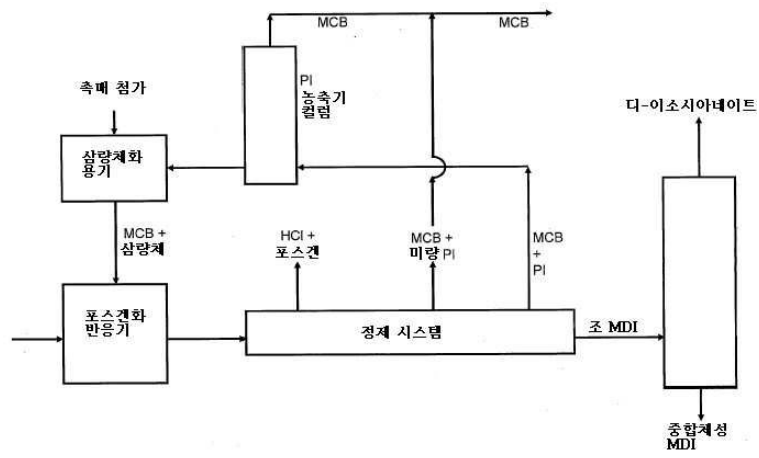 MCB
MCB
촉매 첨가
PI
농축기
컬럼
디-이소시아네이트
삼량체화
용기
MCB +
삼량체
HCl +
포스겐
MCB +
미량 PI
MCB
+
PI
포스겐화
반응기
정제 시스템
조 MDI
중합체성
MDI